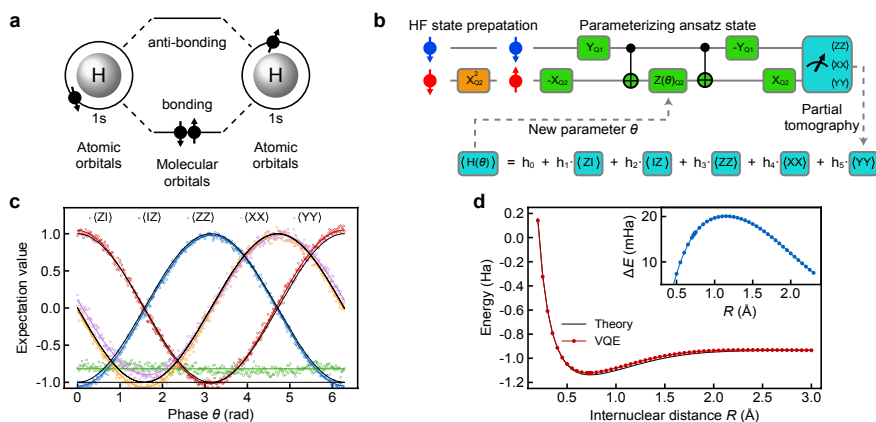 a
anti-bonding
H
H
bonding
1s
1s
Atomic
orbitals
Molecular
orbitals
Atomic
orbitals
b
HF state prepatation
Parameterizing ansatz state
Y_Q1
-Y_Q1
⟨ZZ⟩
⟨XX⟩
⟨YY⟩
X²_Q2
-X_Q2
Z(θ)_Q2
X_Q2
New parameter θ
Partial
tomography
⟨H(θ)⟩ = h₀ + h₁·⟨ZI⟩ + h₂·⟨IZ⟩ + h₃·⟨ZZ⟩ + h₄·⟨XX⟩ + h₅·⟨YY⟩
c
⟨ZI⟩ ⟨IZ⟩ ⟨ZZ⟩ ⟨XX⟩ ⟨YY⟩
Expectation value
1.0
0.5
0.0
-0.5
-1.0
0 1 2 3 4 5 6
Phase θ (rad)
d
Energy (Ha)
0.2
0.0
-0.2
-0.4
-0.6
-0.8
-1.0
-1.2
0.5 1.0 1.5 2.0 2.5 3.0
Internuclear distance R (Å)
Theory
VQE
ΔE (mHa)
20
10
0.5 1.0 1.5 2.0
R (Å)